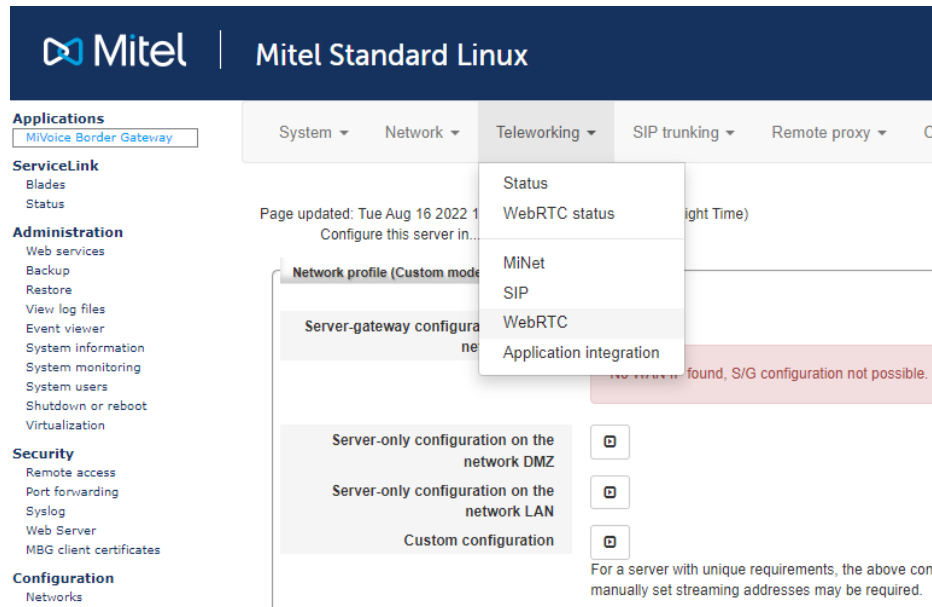 Mitel
Mitel Standard Linux
Applications
MiVoice Border Gateway
ServiceLink
Blades
Status
Administration
Web services
Backup
Restore
View log files
Event viewer
System information
System monitoring
System users
Shutdown or reboot
Virtualization
Security
Remote access
Port forwarding
Syslog
Web Server
MBG client certificates
Configuration
Networks
System Network Teleworking SIP trunking Remote proxy
Status
WebRTC status
MiNet
SIP
WebRTC
Application integration
Page updated: Tue Aug 16 2022 1 ight Time)
Configure this server in...
Network profile (Custom mode
Server-gateway configura
ne
found, S/G configuration not possible.
Server-only configuration on the
network DMZ
Server-only configuration on the
network LAN
Custom configuration
For a server with unique requirements, the above con
manually set streaming addresses may be required.